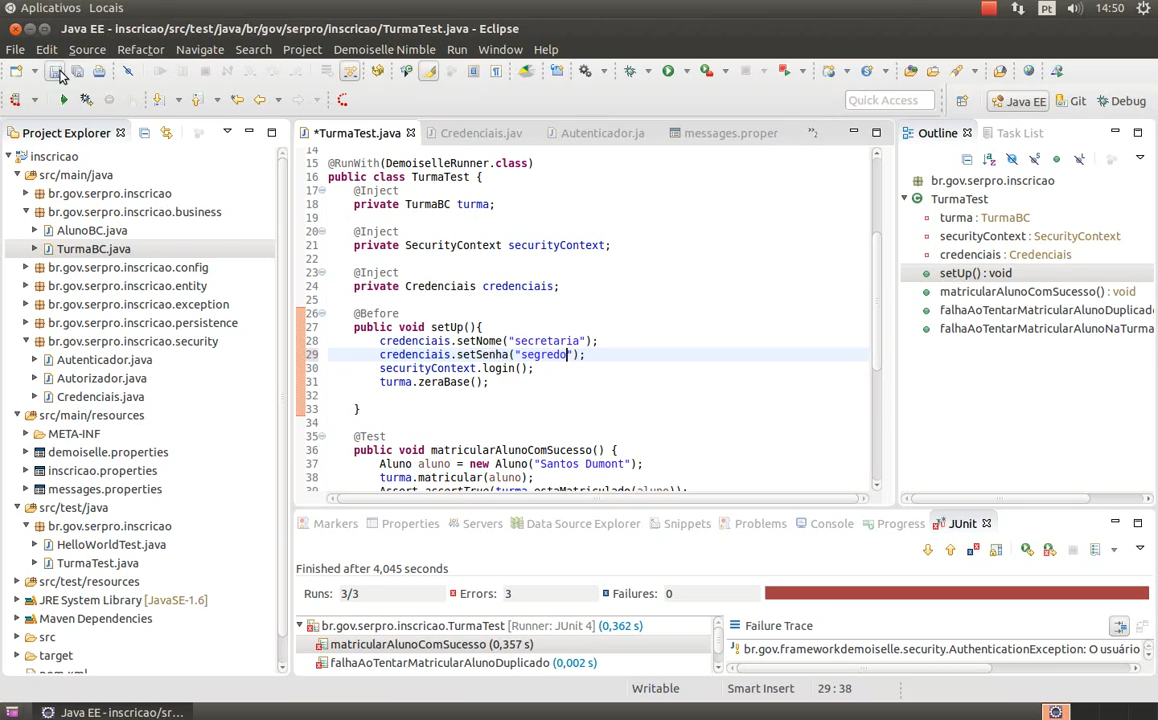 Aplicativos Locais
Pt 14:50
Java EE - inscricao/src/test/java/br/gov/serpro/inscricao/TurmaTest.java - Eclipse
File Edit Source Refactor Navigate Search Project Demoiselle Nimble Run Window Help
Quick Access Java EE Git Debug
Project Explorer
inscricao
src/main/java
br.gov.serpro.inscricao
br.gov.serpro.inscricao.business
AlunoBC.java
TurmaBC.java
br.gov.serpro.inscricao.config
br.gov.serpro.inscricao.entity
br.gov.serpro.inscricao.exception
br.gov.serpro.inscricao.persistence
br.gov.serpro.inscricao.security
Autenticador.java
Autorizador.java
Credenciais.java
src/main/resources
META-INF
demoiselle.properties
inscricao.properties
messages.properties
src/test/java
br.gov.serpro.inscricao
HelloWorldTest.java
TurmaTest.java
src/test/resources
JRE System Library [JavaSE-1.6]
Maven Dependencies
src
target
pom.xml
*TurmaTest.java Credenciais.jav Autenticador.ja messages.proper »2
14
15 @RunWith(DemoiselleRunner.class)
16 public class TurmaTest {
17 @Inject
18 private TurmaBC turma;
19
20 @Inject
21 private SecurityContext securityContext;
22
23 @Inject
24 private Credenciais credenciais;
25
26 @Before
27 public void setUp(){
28 credenciais.setNome("secretaria");
29 credenciais.setSenha("segredo");
30 securityContext.login();
31 turma.zeraBase();
32
33 }
34
35 @Test
36 public void matricularAlunoComSucesso() {
37 Aluno aluno = new Aluno("Santos Dumont");
38 turma.matricular(aluno);
39 Assert.assertTrue(turma.estaMatriculado(aluno));
Outline Task List
br.gov.serpro.inscricao
TurmaTest
turma : TurmaBC
securityContext : SecurityContext
credenciais : Credenciais
setUp() : void
matricularAlunoComSucesso() : void
falhaAoTentarMatricularAlunoDuplicado
falhaAoTentarMatricularAlunoNaTurma
Markers Properties Servers Data Source Explorer Snippets Problems Console Progress JUnit
Finished after 4,045 seconds
Runs: 3/3 Errors: 3 Failures: 0
br.gov.serpro.inscricao.TurmaTest [Runner: JUnit 4] (0,362 s)
matricularAlunoComSucesso (0,357 s)
falhaAoTentarMatricularAlunoDuplicado (0,002 s)
Failure Trace
br.gov.frameworkdemoiselle.security.AuthenticationException: O usuário
Writable Smart Insert 29 : 38
Java EE - inscricao/sr...